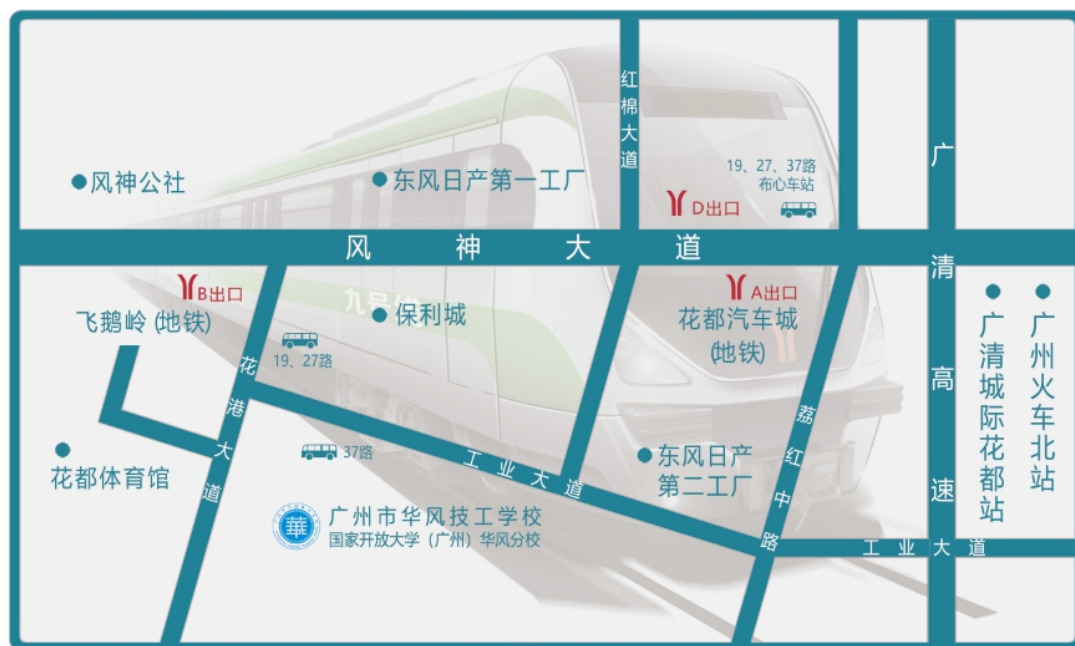 红棉大道
广清高速
19、27、37路
布心车站
风神公社
东风日产第一工厂
D出口
风神大道
B出口
A出口
飞鹅岭 (地铁)
九号线
保利城
花都汽车城
(地铁)
19、27路
花港大道
广清城际花都站
广州火车北站
荔红中路
花都体育馆
37路
工业大道
东风日产
第二工厂
華
广州市华风技工学校
国家开放大学（广州）华风分校
工业大道